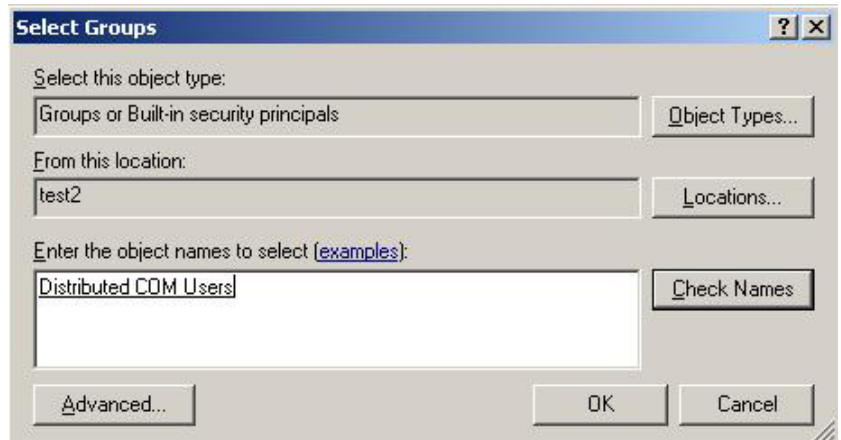 Select Groups
Select this object type:
Groups or Built-in security principals
Object Types...
From this location:
test2
Locations...
Enter the object names to select (examples):
Distributed COM Users
Check Names
Advanced...
OK
Cancel